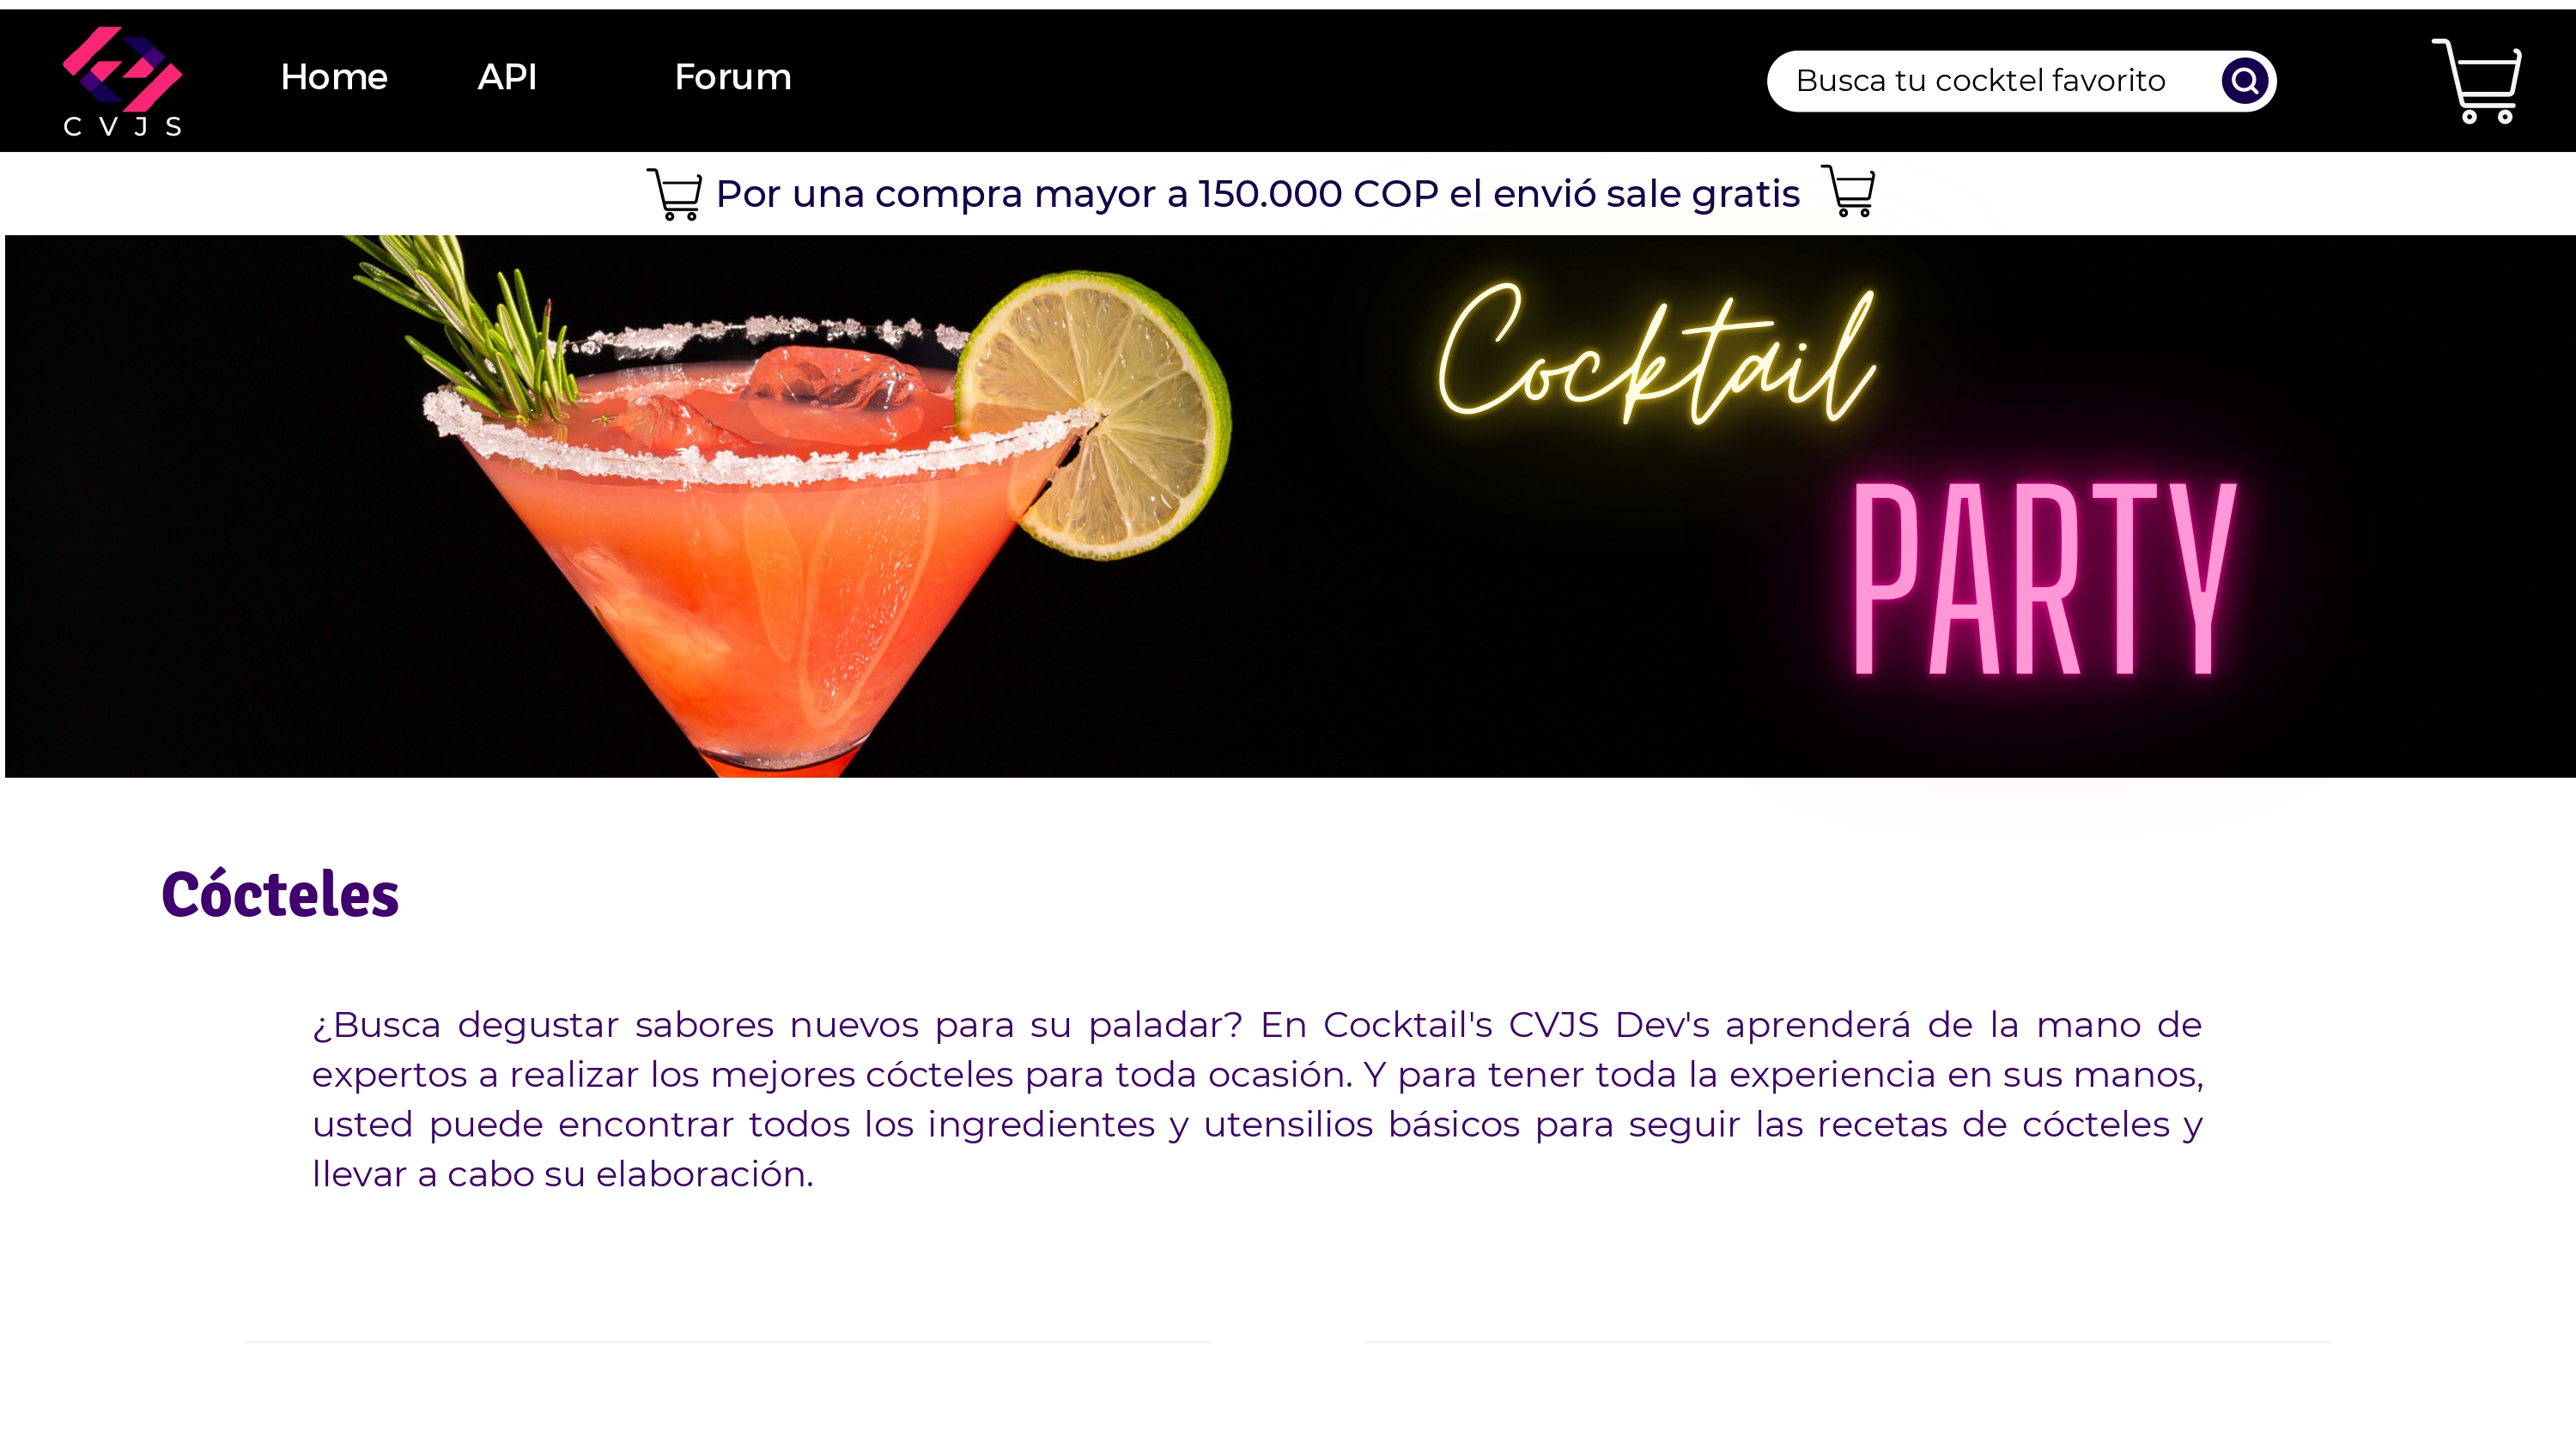 CVJS
Home API Forum
Busca tu cocktel favorito
Por una compra mayor a 150.000 COP el envió sale gratis
Cocktail
PARTY
Cócteles
¿Busca degustar sabores nuevos para su paladar? En Cocktail's CVJS Dev's aprenderá de la mano de
expertos a realizar los mejores cócteles para toda ocasión. Y para tener toda la experiencia en sus manos,
usted puede encontrar todos los ingredientes y utensilios básicos para seguir las recetas de cócteles y
llevar a cabo su elaboración.